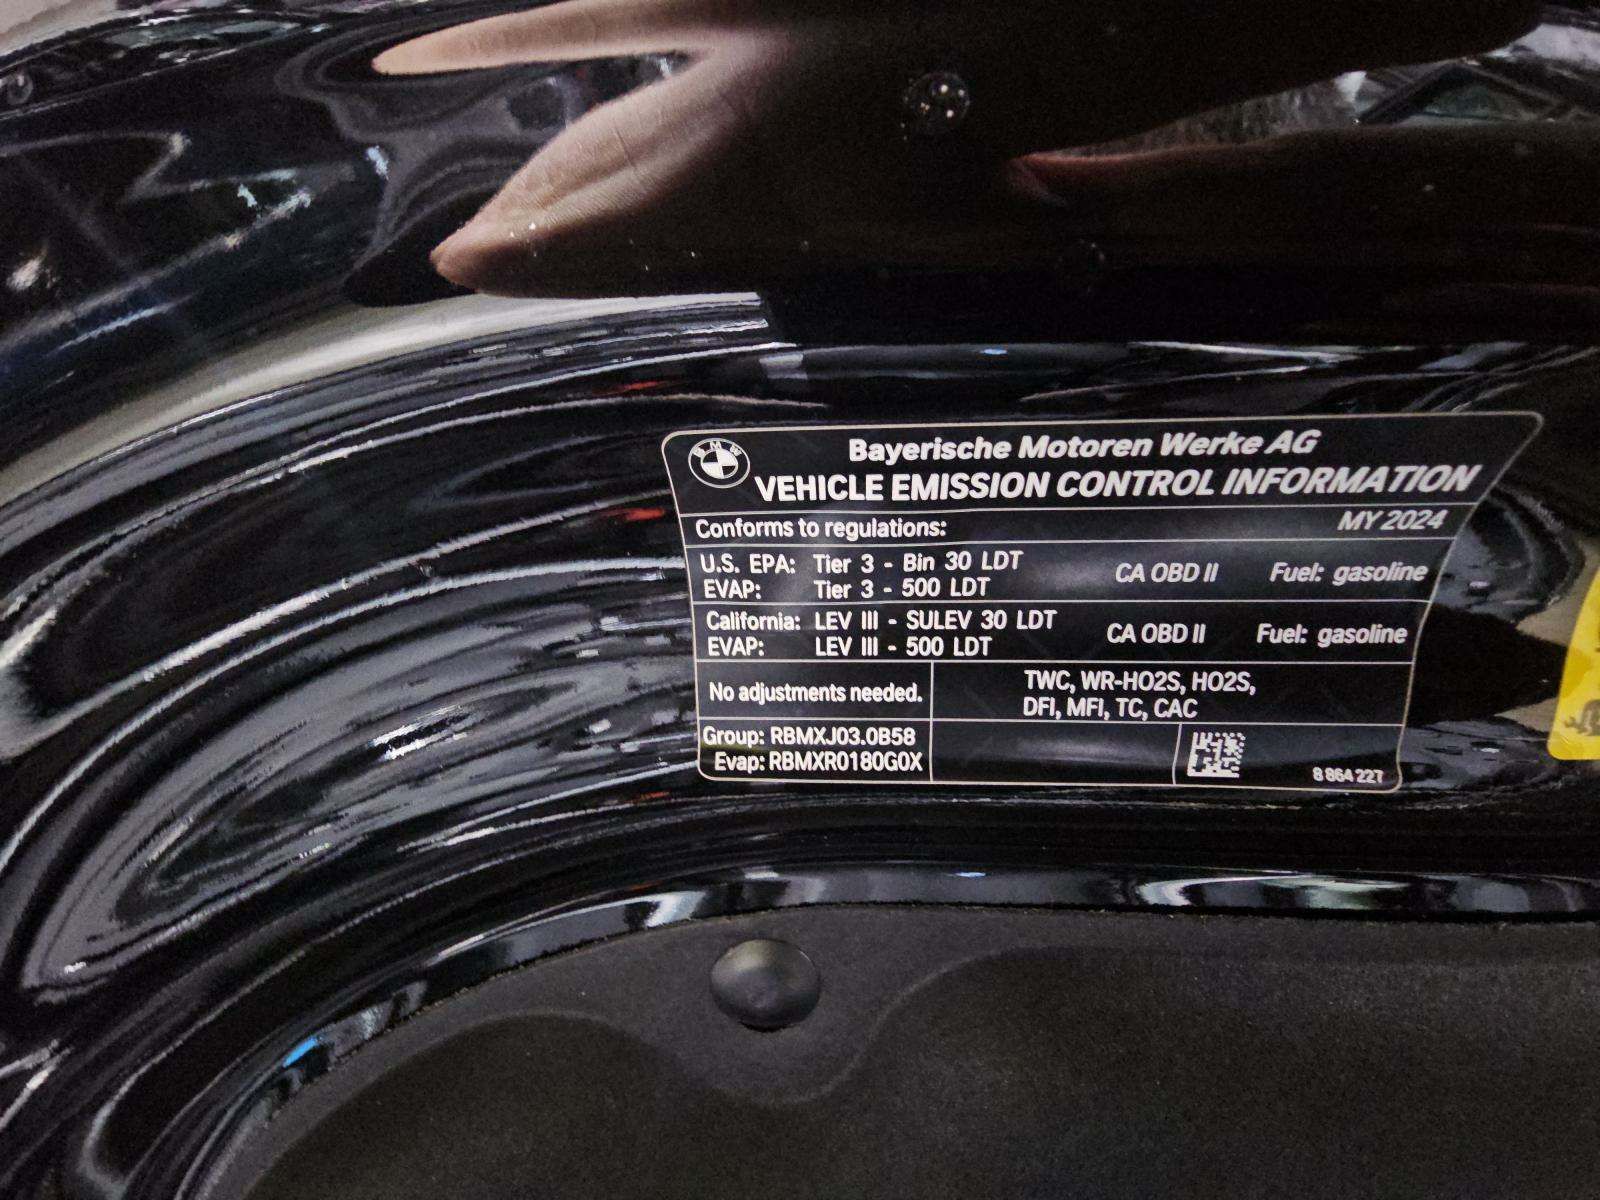 BMW
Bayerische Motoren Werke AG
VEHICLE EMISSION CONTROL INFORMATION
Conforms to regulations: MY 2024
U.S. EPA: Tier 3 - Bin 30 LDT CA OBD II Fuel: gasoline
EVAP: Tier 3 - 500 LDT
California: LEV III - SULEV 30 LDT CA OBD II Fuel: gasoline
EVAP: LEV III - 500 LDT
No adjustments needed. TWC, WR-HO2S, HO2S,
DFI, MFI, TC, CAC
Group: RBMXJ03.0B58
Evap: RBMXR0180G0X
8 864 227